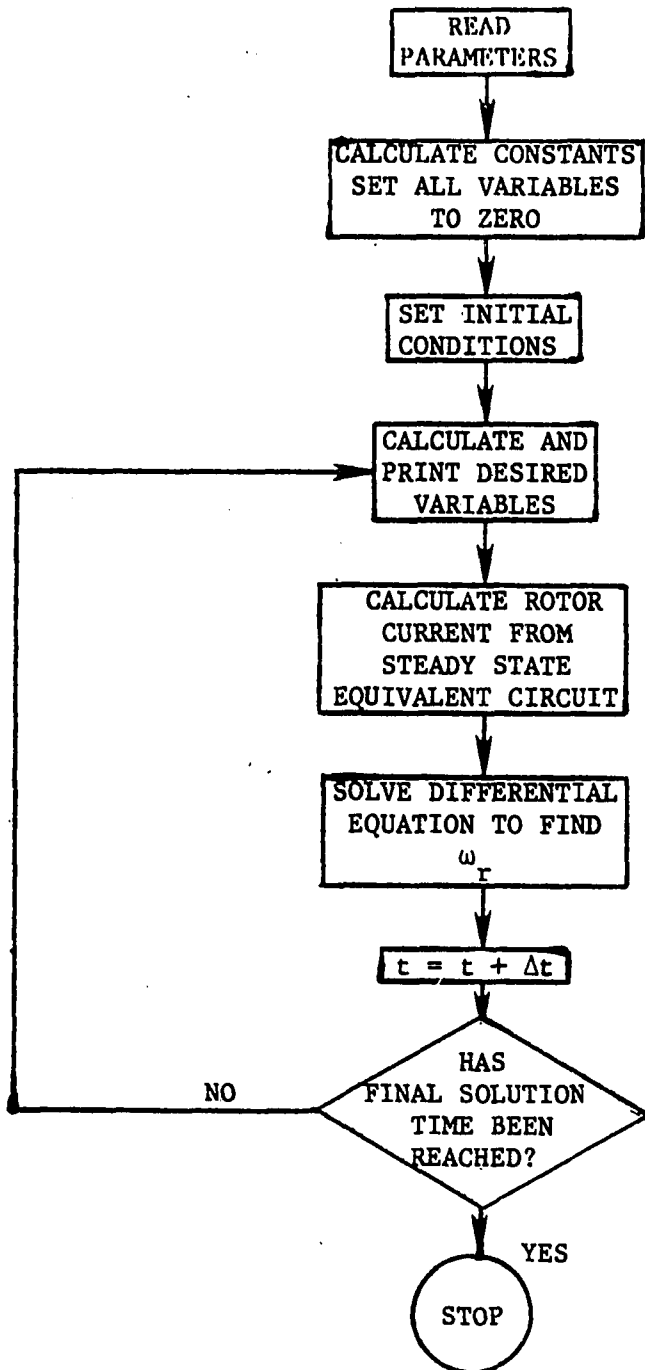 READ
PARAMETERS
CALCULATE CONSTANTS
SET ALL VARIABLES
TO ZERO
SET INITIAL
CONDITIONS
CALCULATE AND
PRINT DESIRED
VARIABLES
CALCULATE ROTOR
CURRENT FROM
STEADY STATE
EQUIVALENT CIRCUIT
SOLVE DIFFERENTIAL
EQUATION TO FIND
ω_r
t = t + Δt
HAS
FINAL SOLUTION
TIME BEEN
REACHED?
NO
YES
STOP